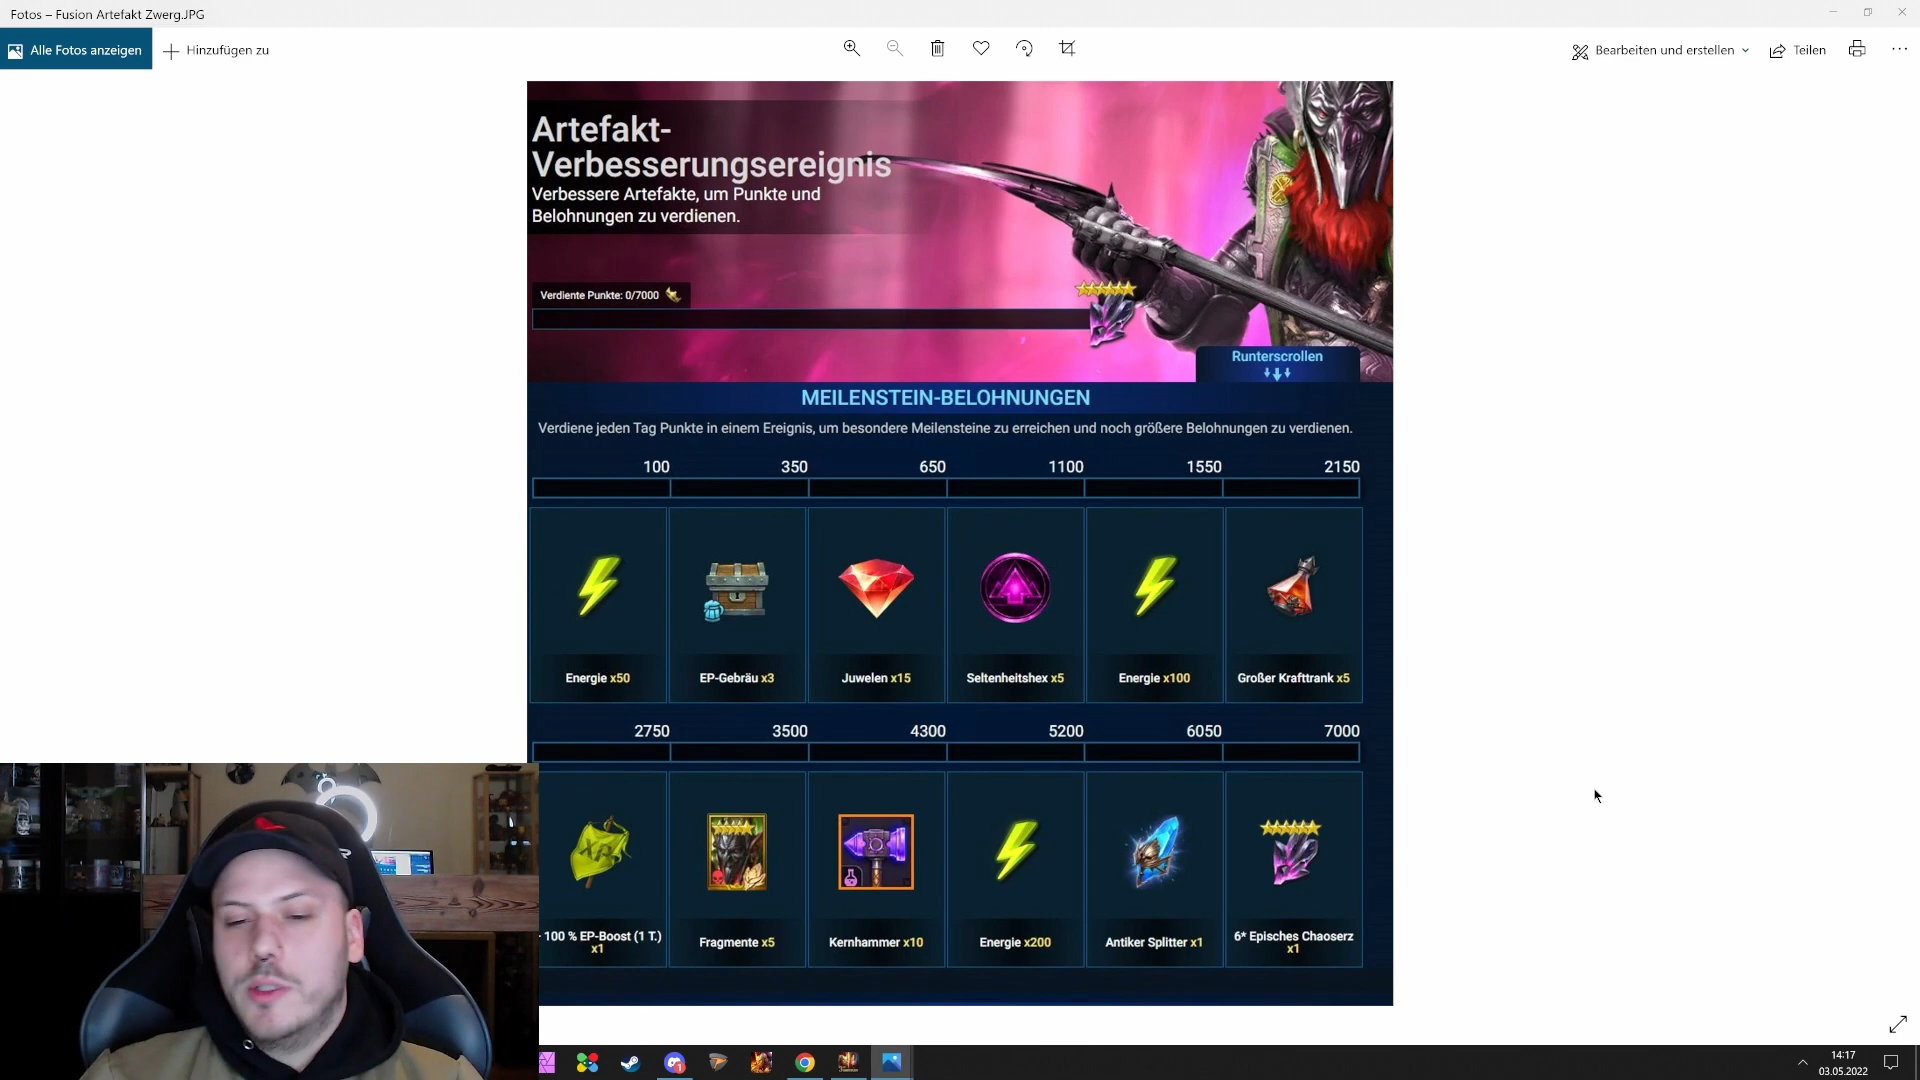 Fotos – Fusion Artefakt Zwerg.JPG
Alle Fotos anzeigen
Hinzufügen zu
Bearbeiten und erstellen
Teilen
Artefakt-
Verbesserungsereignis
Verbessere Artefakte, um Punkte und
Belohnungen zu verdienen.
Verdiente Punkte: 0/7000
Runterscrollen
MEILENSTEIN-BELOHNUNGEN
Verdiene jeden Tag Punkte in einem Ereignis, um besondere Meilensteine zu erreichen und noch größere Belohnungen zu verdienen.
100 350 650 1100 1550 2150
Energie x50 EP-Gebräu x3 Juwelen x15 Seltenheitshex x5 Energie x100 Großer Krafttrank x5
2750 3500 4300 5200 6050 7000
XP
100 % EP-Boost (1 T.)
x1
Fragmente x5 Kernhammer x10 Energie x200 Antiker Splitter x1
6* Episches Chaoserz
x1
14:17
03.05.2022